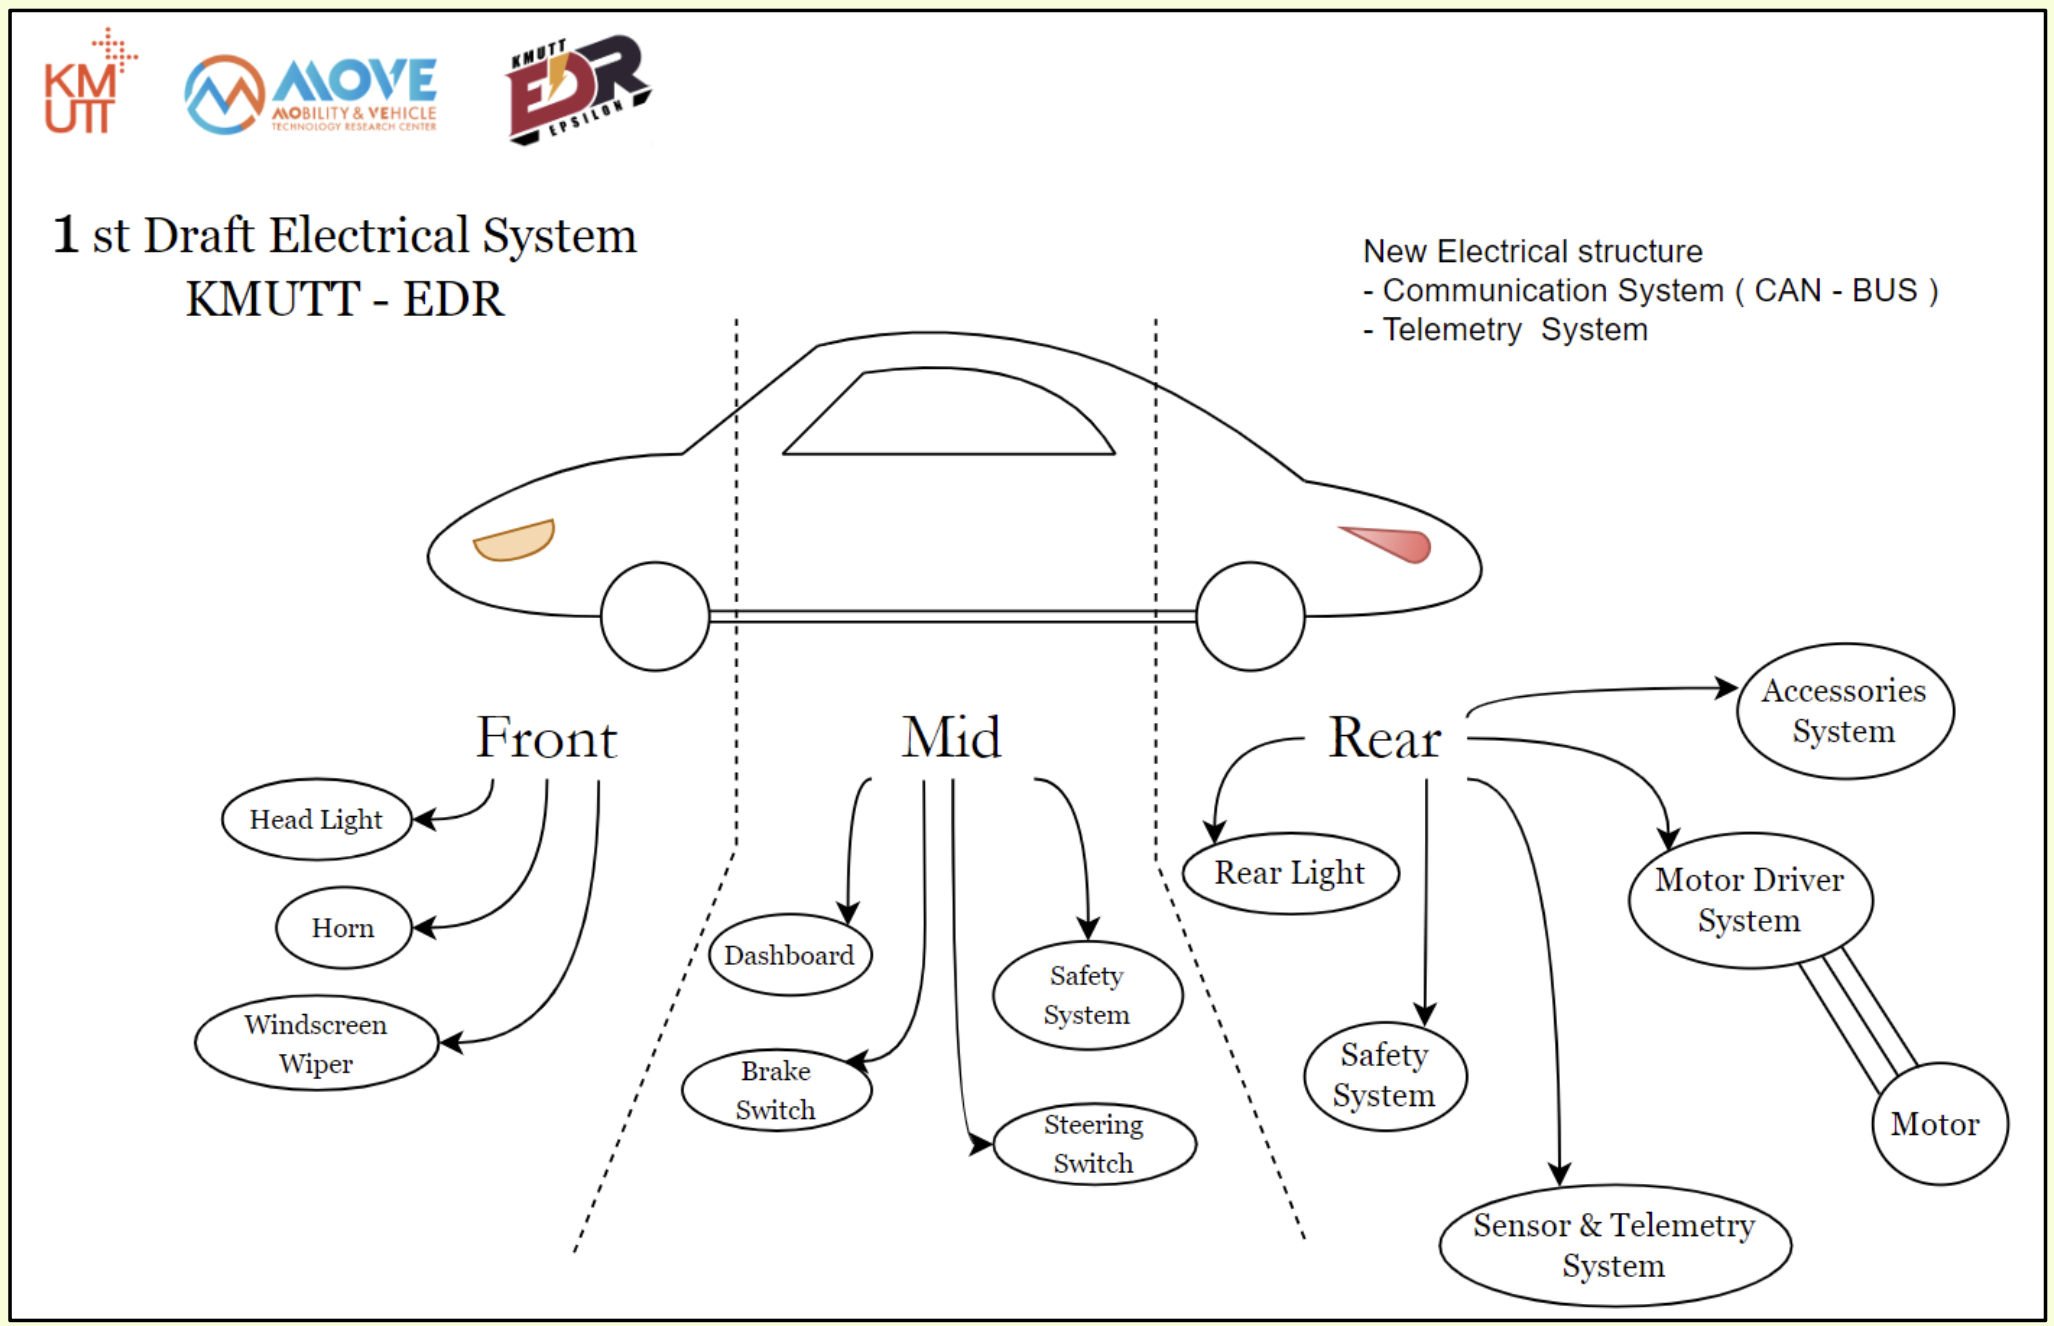 KM
UTT
MOVE
MOBILITY & VEHICLE
TECHNOLOGY RESEARCH CENTER
KMUTT
EDR
EPSILON
1 st Draft Electrical System
KMUTT - EDR
New Electrical structure
- Communication System ( CAN - BUS )
- Telemetry System
Front
Mid
Rear
Head Light
Horn
Windscreen
Wiper
Dashboard
Brake
Switch
Safety
System
Steering
Switch
Rear Light
Safety
System
Accessories
System
Motor Driver
System
Motor
Sensor & Telemetry
System